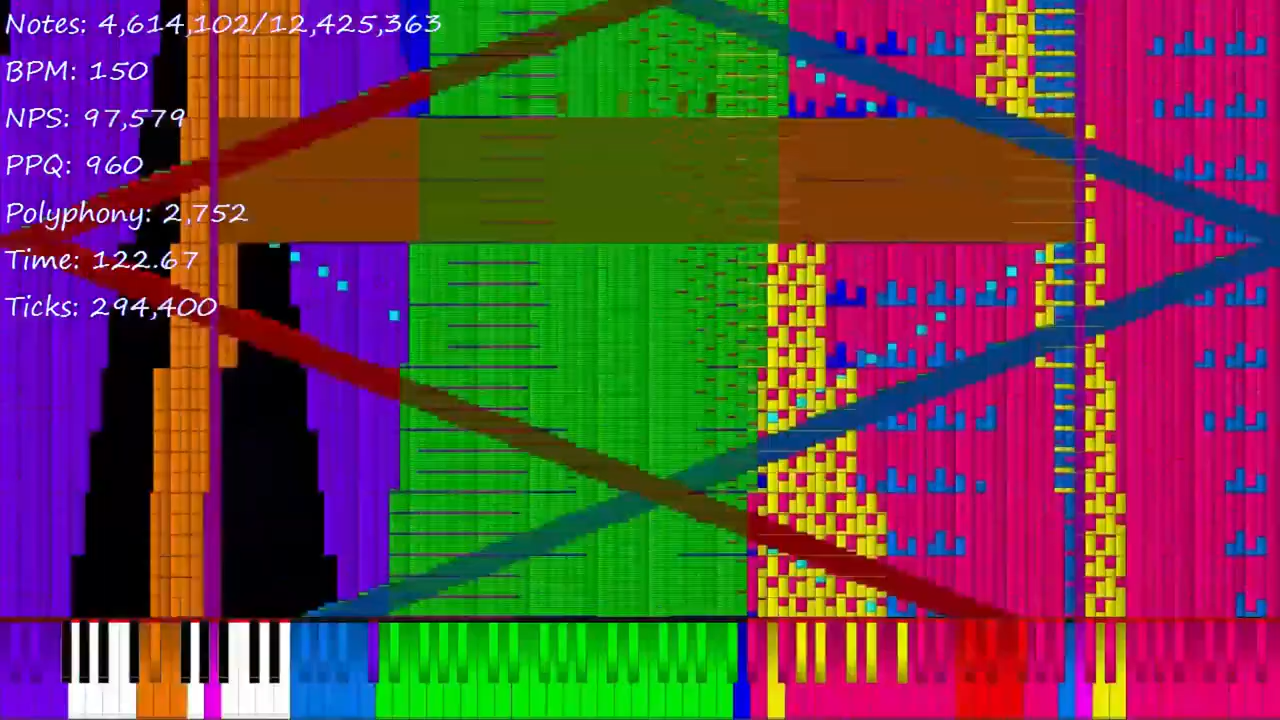 Notes: 4,614,102/12,425,363
BPM: 150
NPS: 97,579
PPQ: 960
Polyphony: 2,752
Time: 122.67
Ticks: 294,400